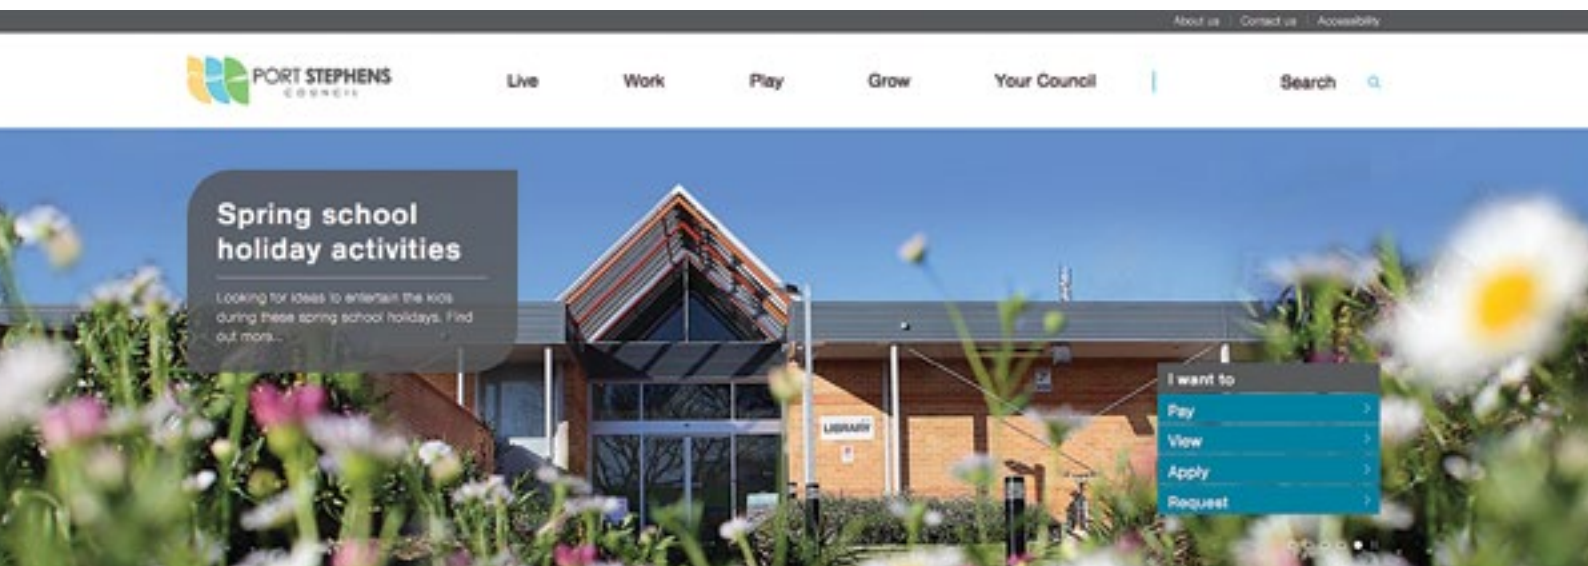 About us | Contact us | Accessibility
PORT STEPHENS
COUNCIL
Live Work Play Grow Your Council Search
Spring school
holiday activities
Looking for ideas to entertain the kids
during these spring school holidays. Find
out more...
LIBRARY
I want to
Pay
View
Apply
Request